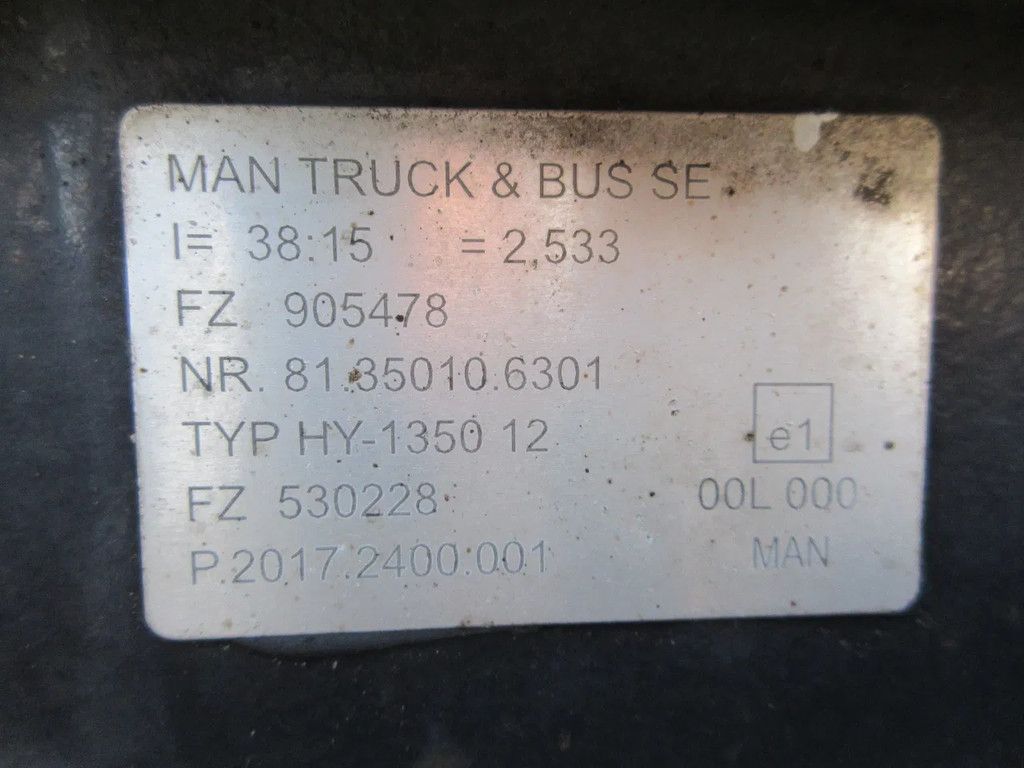 MAN TRUCK & BUS SE
I= 38:15 = 2,533
FZ 905478
NR. 81.35010.6301
TYP HY-1350 12
e1
FZ 530228
00L 000
P.2017.2400.001
MAN